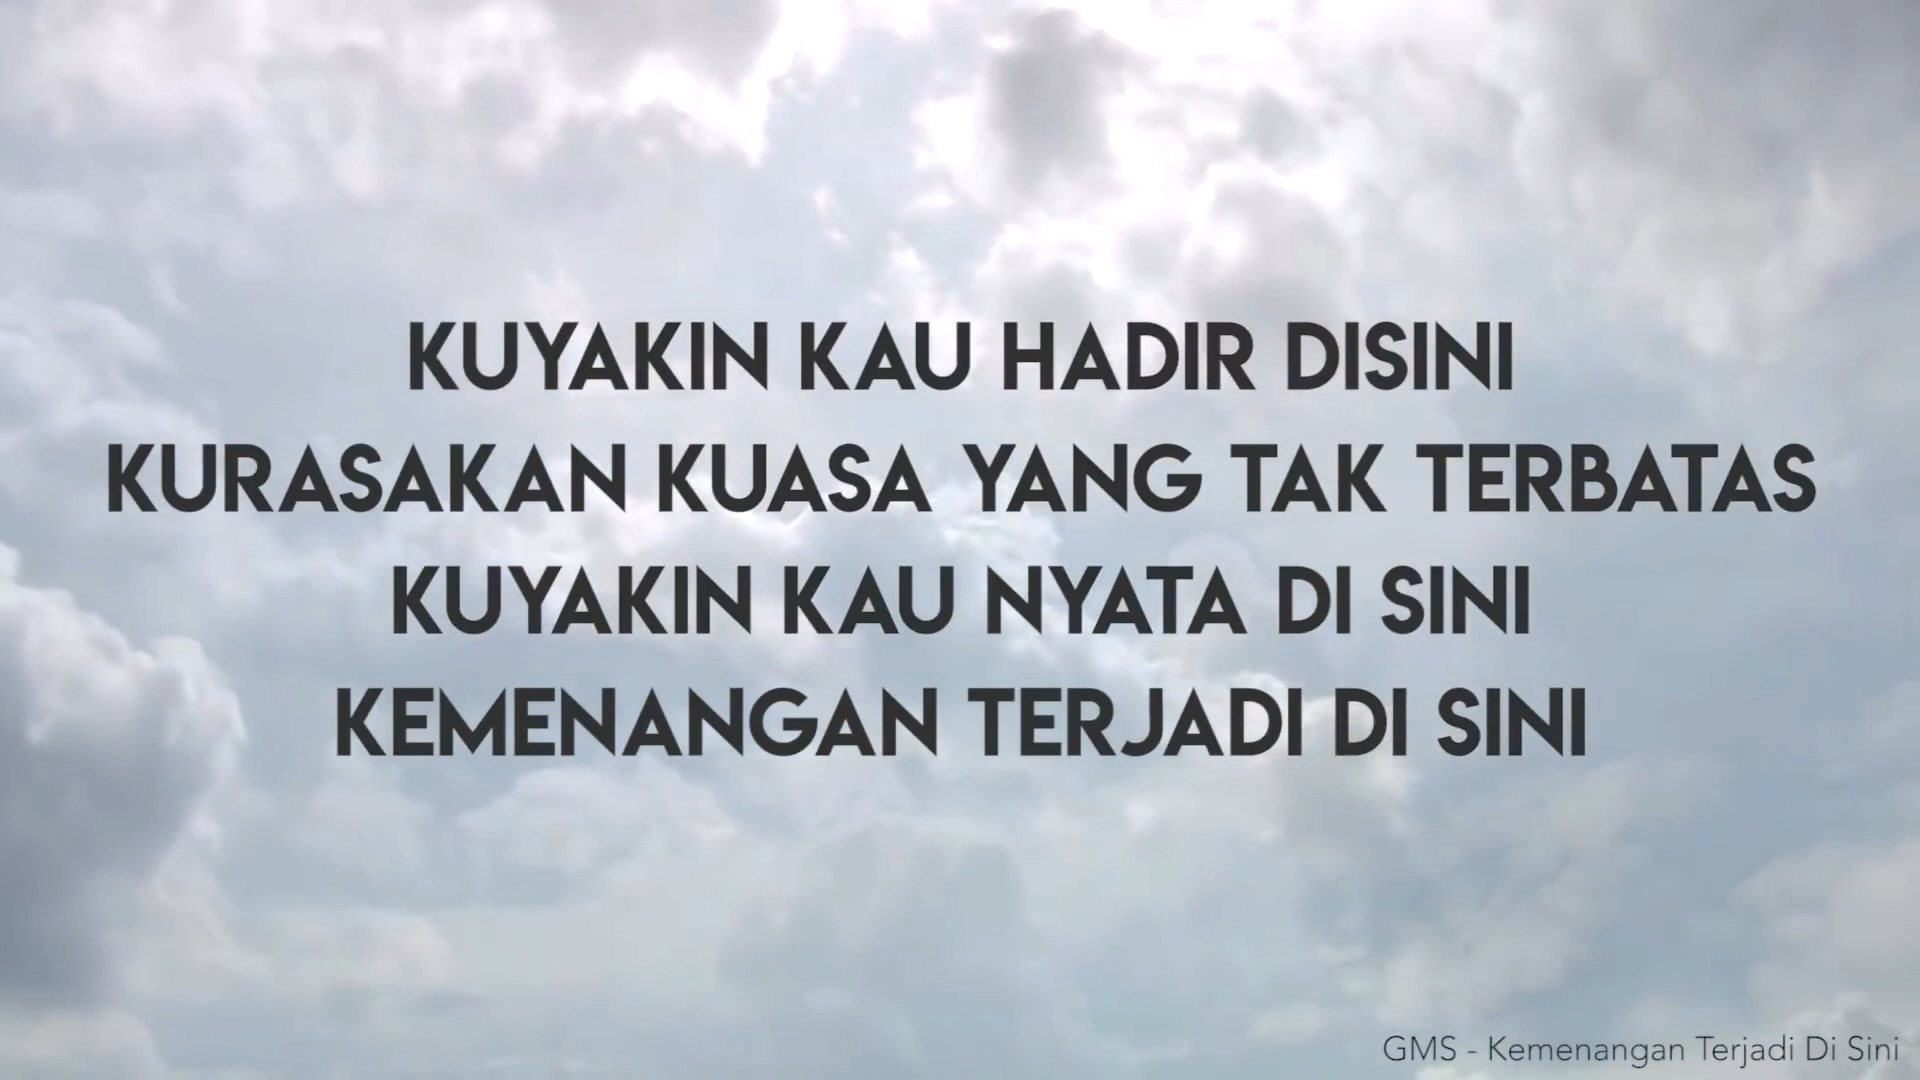 KUYAKIN KAU HADIR DISINI
KURASAKAN KUASA YANG TAK TERBATAS
KUYAKIN KAU NYATA DI SINI
KEMENANGAN TERJADI DI SINI
GMS - Kemenangan Terjadi Di Sini